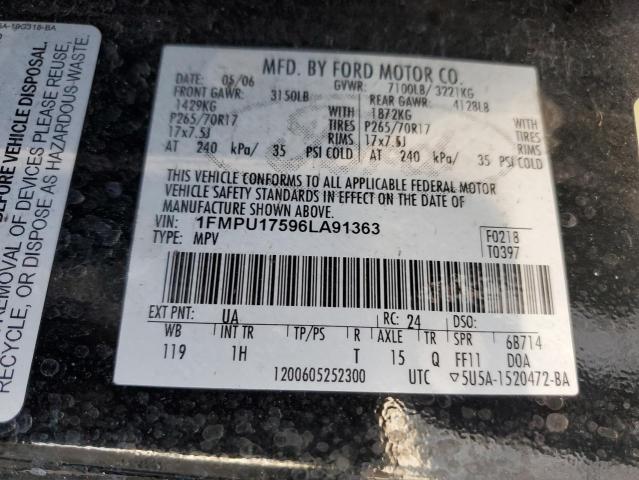 5A-19G318-BA
BEFORE VEHICLE DISPOSAL.
REMOVAL OF DEVICES PLEASE REUSE,
RECYCLE, OR DISPOSE AS HAZARDOUS-WASTE.
MFD. BY FORD MOTOR CO.
DATE: 05/06 GVWR: 7100LB/ 3221KG
FRONT GAWR: 3150LB REAR GAWR: 4128LB
1429KG 1872KG
P265/70R17 TIRES P265/70R17 TIRES
17x7.5J RIMS 17x7.5J RIMS
AT 240 kPa/ 35 PSI COLD AT 240 kPa/ 35 PSI COLD
THIS VEHICLE CONFORMS TO ALL APPLICABLE FEDERAL MOTOR
VEHICLE SAFETY STANDARDS IN EFFECT ON THE DATE OF
MANUFACTURE SHOWN ABOVE.
VIN: 1FMPU17596LA91363
TYPE: MPV
F0218
T0397
EXT PNT: UA RC: 24 DSO:
WB INT TR TP/PS R AXLE TR SPR 6B714
119 1H T 15 Q FF11 DOA
1200605252300 UTC ▽5U5A-1520472-BA